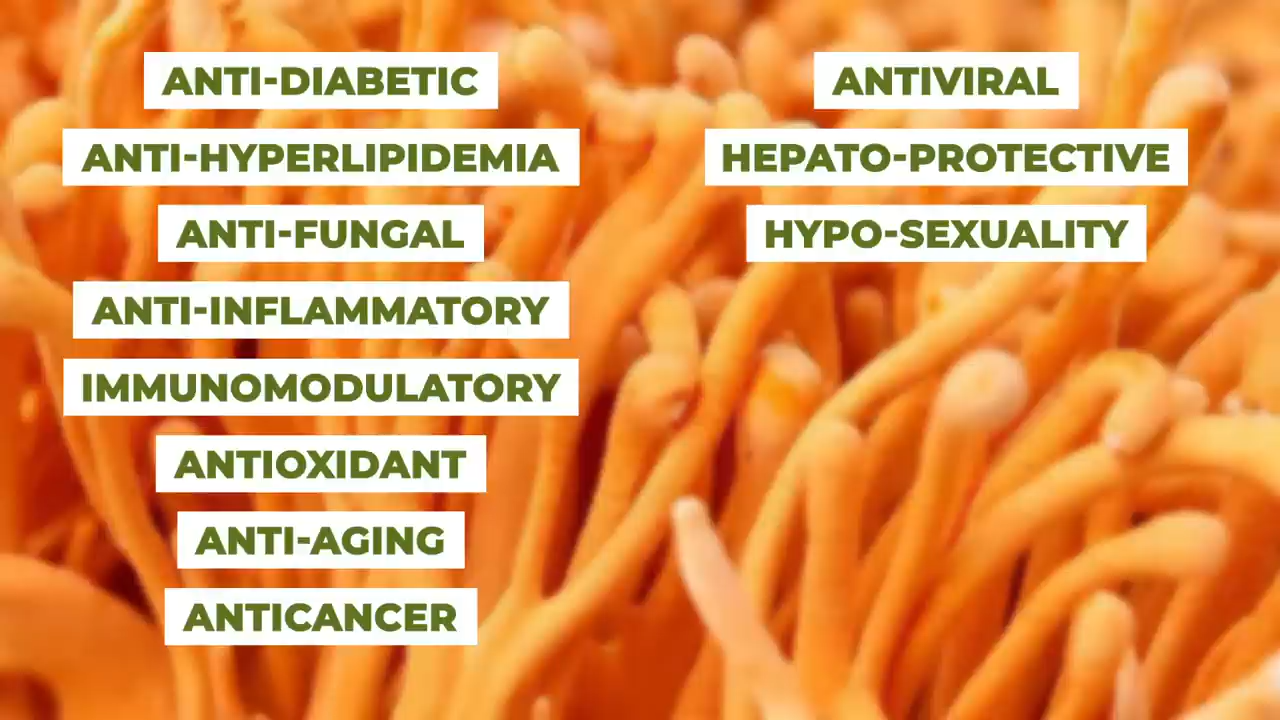 ANTI-DIABETIC
ANTI-HYPERLIPIDEMIA
ANTI-FUNGAL
ANTI-INFLAMMATORY
IMMUNOMODULATORY
ANTIOXIDANT
ANTI-AGING
ANTICANCER
ANTIVIRAL
HEPATO-PROTECTIVE
HYPO-SEXUALITY